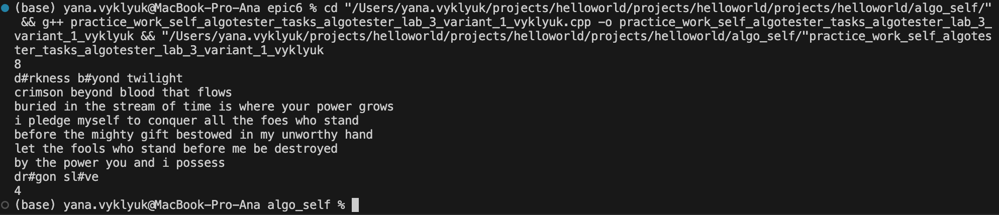 (base) yana.vyklyuk@MacBook-Pro-Ana epic6 % cd "/Users/yana.vyklyuk/projects/helloworld/projects/helloworld/projects/helloworld/algo_self/"
 && g++ practice_work_self_algotester_tasks_algotester_lab_3_variant_1_vyklyuk.cpp -o practice_work_self_algotester_tasks_algotester_lab_3_
variant_1_vyklyuk && "/Users/yana.vyklyuk/projects/helloworld/projects/helloworld/projects/helloworld/algo_self/"practice_work_self_algotes
ter_tasks_algotester_lab_3_variant_1_vyklyuk
8
d#rkness b#yond twilight
crimson beyond blood that flows
buried in the stream of time is where your power grows
i pledge myself to conquer all the foes who stand
before the mighty gift bestowed in my unworthy hand
let the fools who stand before me be destroyed
by the power you and i possess
dr#gon sl#ve
4
(base) yana.vyklyuk@MacBook-Pro-Ana algo_self %